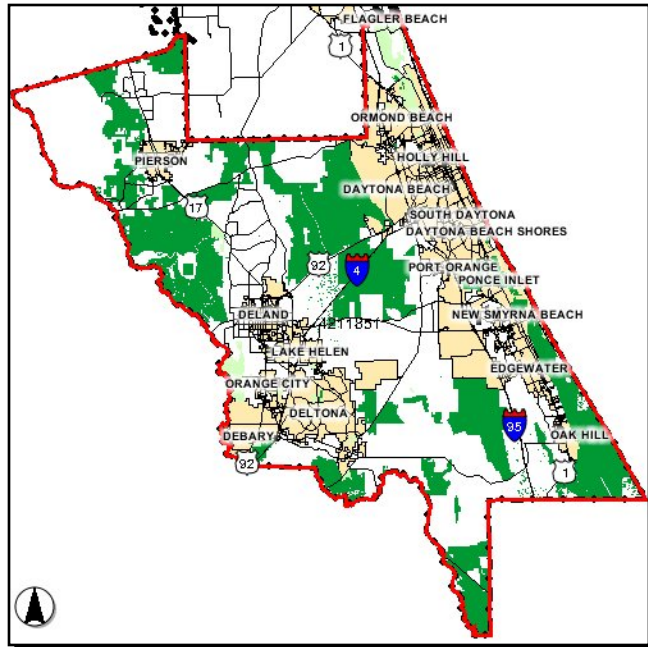 FLAGLER BEACH
1
ORMOND BEACH
HOLLY HILL
PIERSON
DAYTONA BEACH
17
SOUTH DAYTONA
DAYTONA BEACH SHORES
92
4
PORT ORANGE
PONCE INLET
DELAND
NEW SMYRNA BEACH
4211351
LAKE HELEN
EDGEWATER
ORANGE CITY
DELTONA
95
DEBARY
OAK HILL
92
1